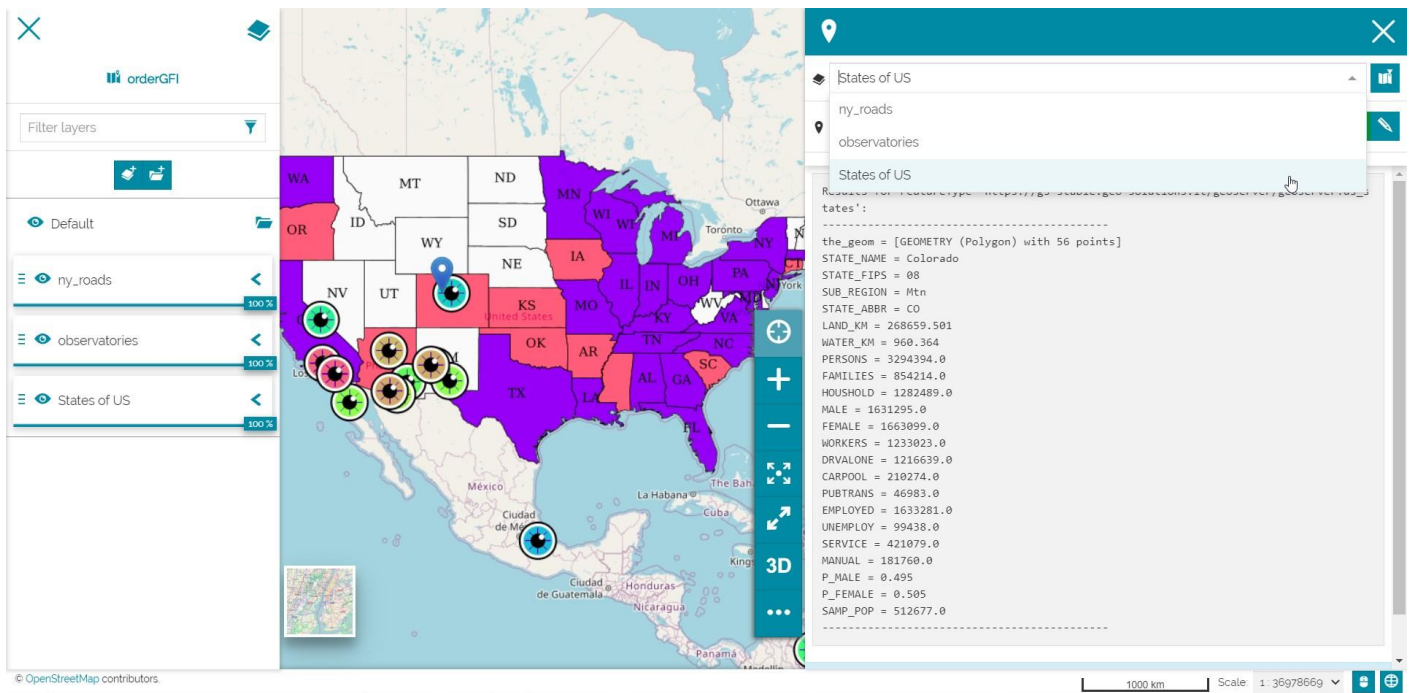 orderGFI
Filter layers
Default
ny_roads
100 %
observatories
100 %
States of US
100 %
WA
MT
ND
MN
OR
ID
SD
WI
Ottawa
WY
MI
Toronto
NY
NE
IA
PA
York
NV
UT
IL
IN
OH
KS
MO
WV
VA
United States
KY
OK
TN
NC
AR
SC
TX
LA
AL
GA
FL
México
La Habana
The Bah
Cuba
Ciudad
de Mé
King
3D
Ciudad
de Guatemala
Honduras
Nicaragua
Panamá
Medellín
States of US
ny_roads
observatories
States of US
tates':
--------------------------------------------
the_geom = [GEOMETRY (Polygon) with 56 points]
STATE_NAME = Colorado
STATE_FIPS = 08
SUB_REGION = Mtn
STATE_ABBR = CO
LAND_KM = 268659.501
WATER_KM = 960.364
PERSONS = 3294394.0
FAMILIES = 854214.0
HOUSHOLD = 1282489.0
MALE = 1631295.0
FEMALE = 1663099.0
WORKERS = 1233023.0
DRVALONE = 1216639.0
CARPOOL = 210274.0
PUBTRANS = 46983.0
EMPLOYED = 1633281.0
UNEMPLOY = 99438.0
SERVICE = 421079.0
MANUAL = 181760.0
P_MALE = 0.495
P_FEMALE = 0.505
SAMP_POP = 512677.0
--------------------------------------------
© OpenStreetMap contributors.
1000 km
Scale: 1 : 36978669